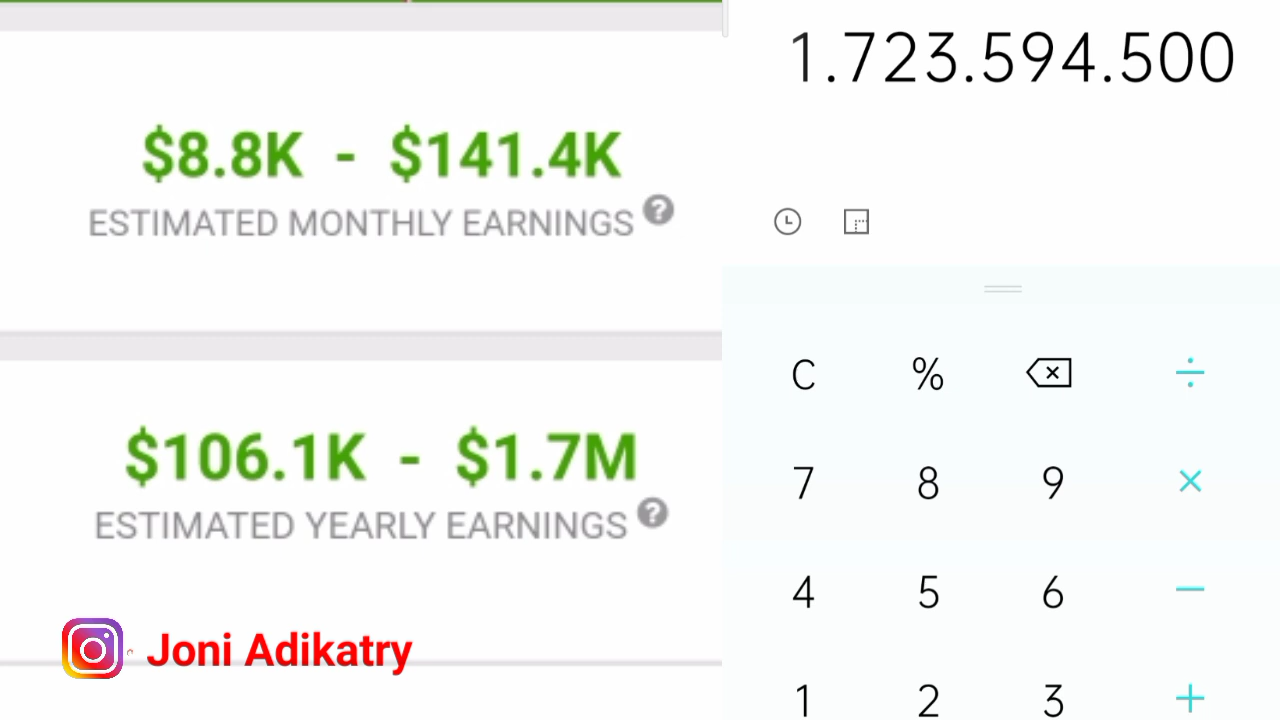 $8.8K - $141.4K
ESTIMATED MONTHLY EARNINGS ?
$106.1K - $1.7M
ESTIMATED YEARLY EARNINGS ?
Joni Adikatry
1.723.594.500
C % ÷
7 8 9 ×
4 5 6 −
1 2 3 +